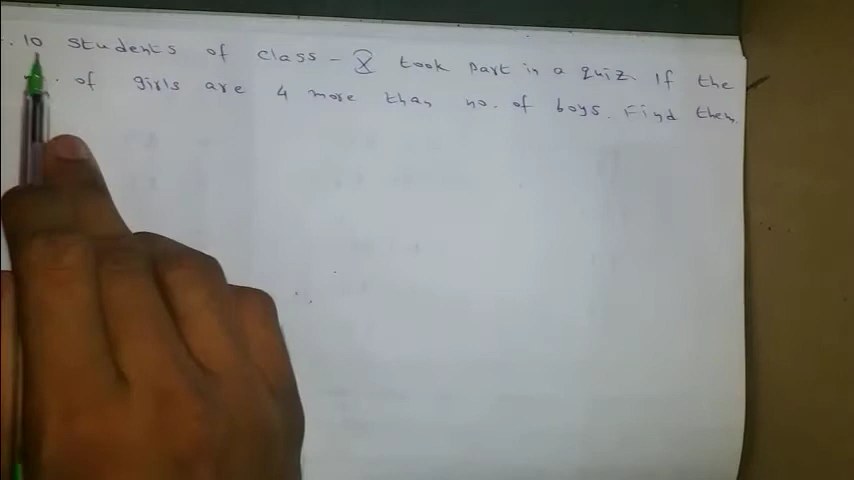 10 students of class - X took part in a quiz. If the
of girls are 4 more than no. of boys. Find them.